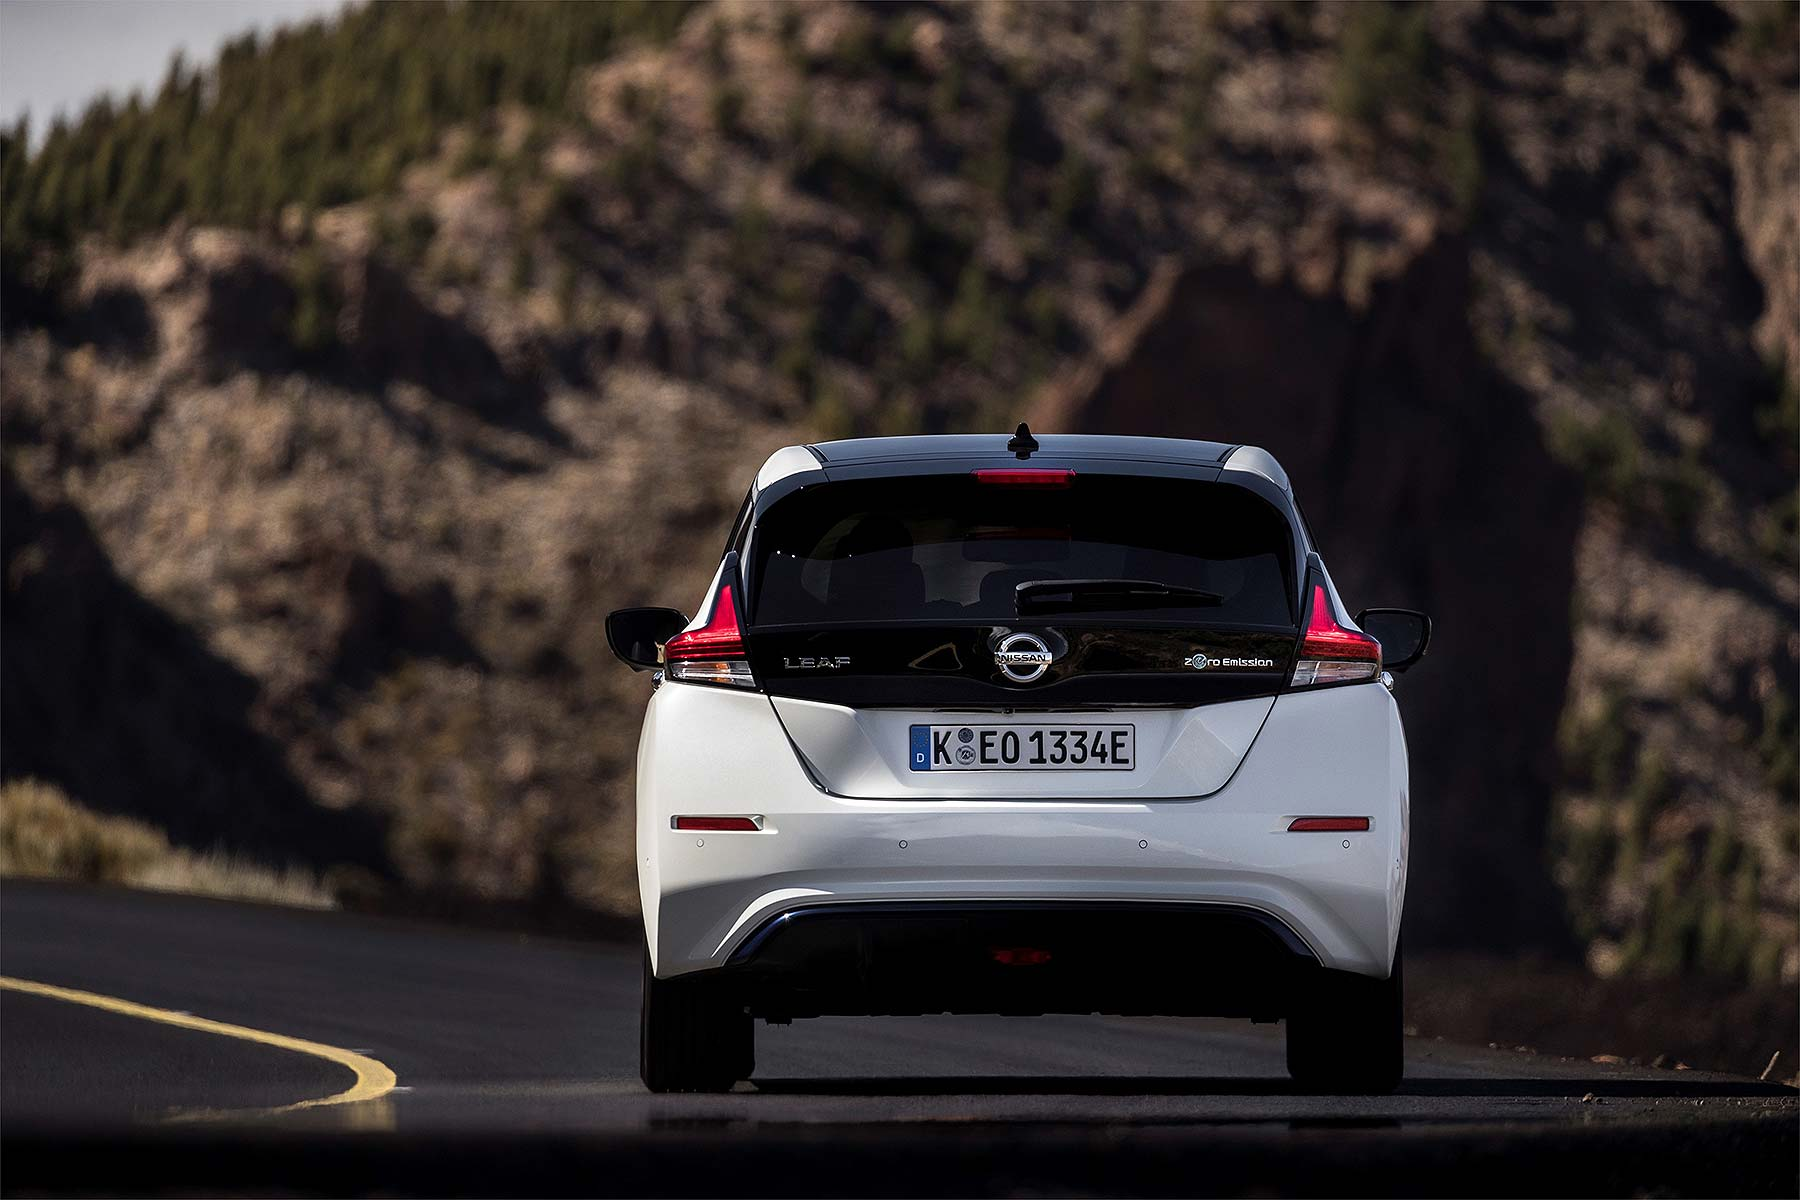 LEAF
NISSAN
Zero Emission
D
K EO 1334E